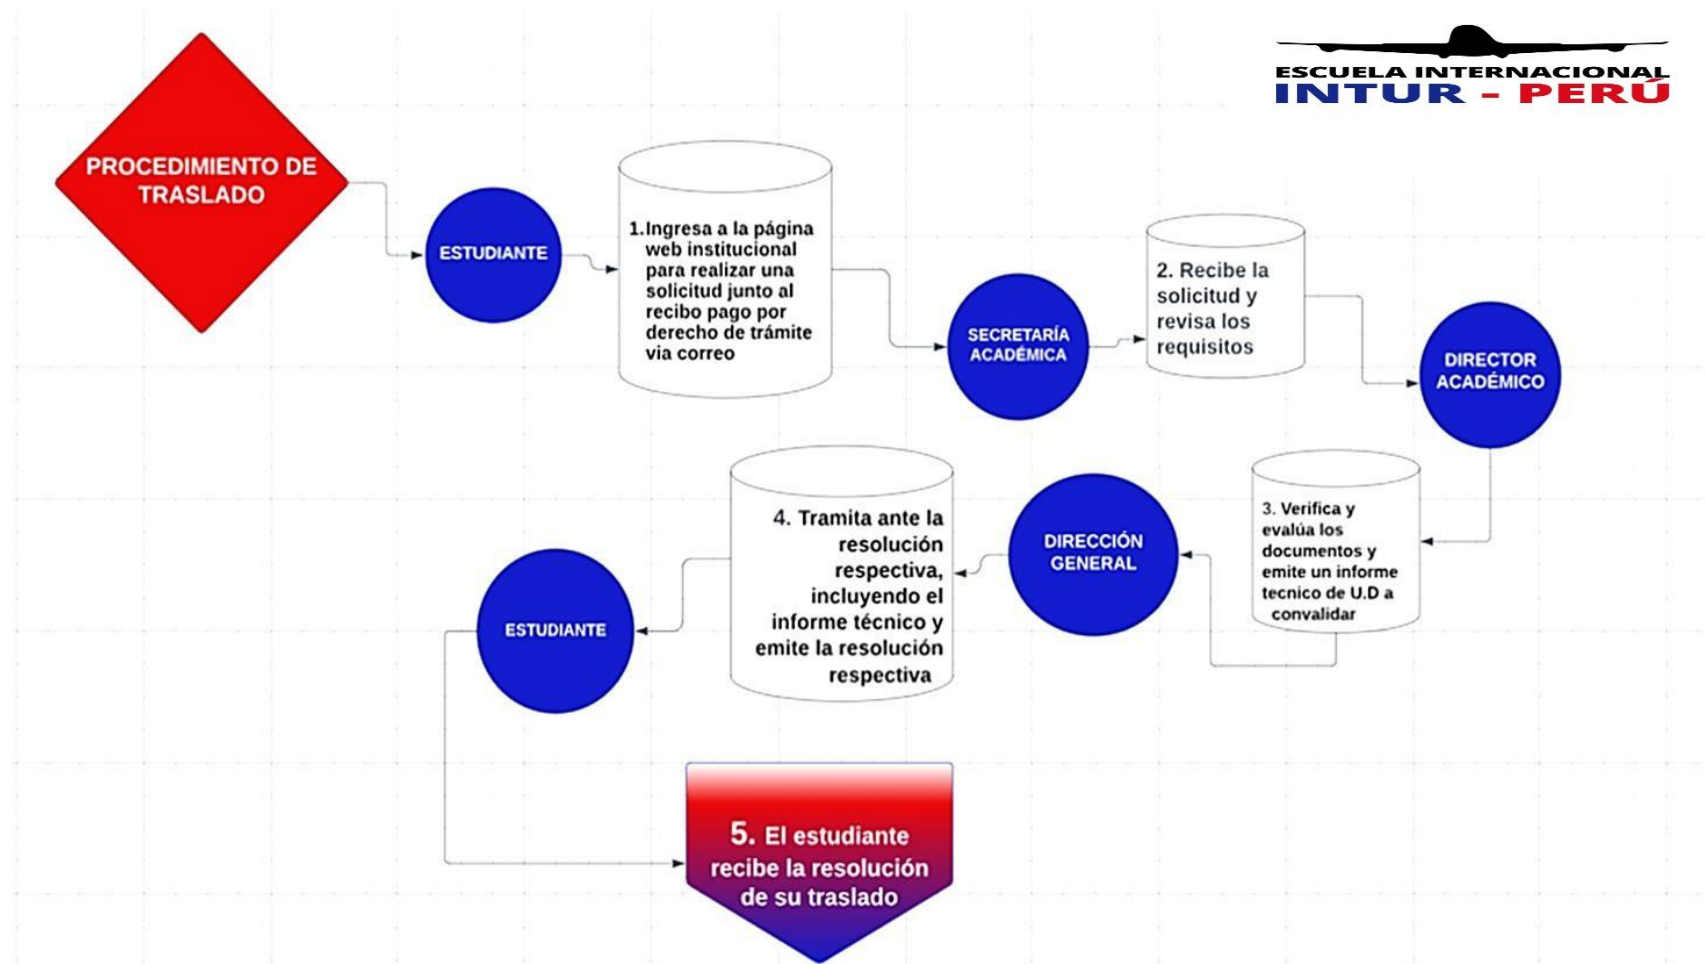 ESCUELA INTERNACIONAL
INTUR - PERÚ
PROCEDIMIENTO DE
TRASLADO
ESTUDIANTE
1.Ingresa a la página
web institucional
para realizar una
solicitud junto al
recibo pago por
derecho de trámite
via correo
SECRETARÍA
ACADÉMICA
2. Recibe la
solicitud y
revisa los
requisitos
DIRECTOR
ACADÉMICO
3. Verifica y
evalúa los
documentos y
emite un informe
tecnico de U.D a
convalidar
DIRECCIÓN
GENERAL
4. Tramita ante la
resolución
respectiva,
incluyendo el
informe técnico y
emite la resolución
respectiva
ESTUDIANTE
5. El estudiante
recibe la resolución
de su traslado